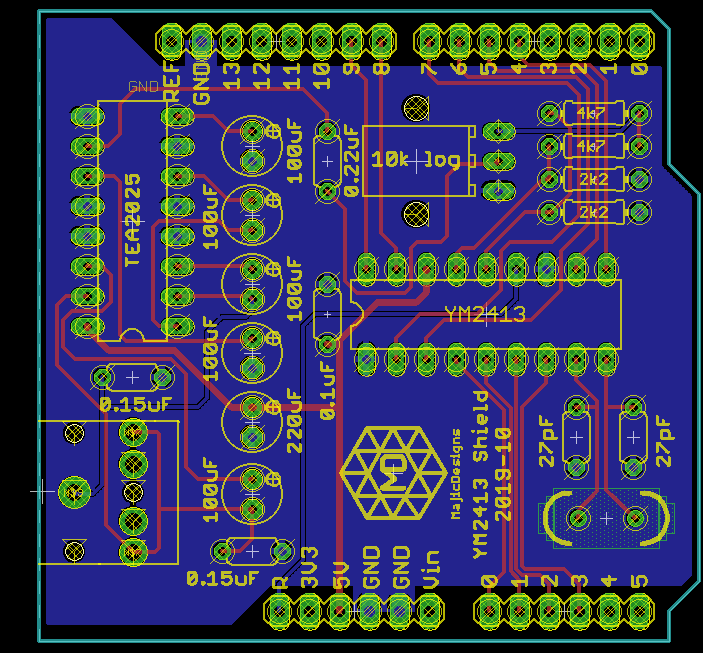 REF
GND
13
12
11
10
9
8
7
6
5
4
3
2
1
0
GND
TEA2025
100uF
0.22uF
10k log
4k7
4k7
2k2
2k2
100uF
100uF
YM2413
100uF
0.1uF
0.15uF
220uF
100uF
MajicDesigns
YM2413 Shield
2019-10
27pF
27pF
0.15uF
R
3V3
5V
GND
GND
Vin
0
1
2
3
4
5